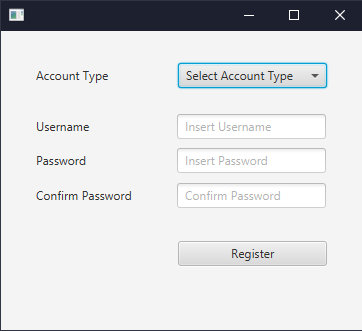 Account Type Select Account Type
Username Insert Username
Password Insert Password
Confirm Password Confirm Password
Register